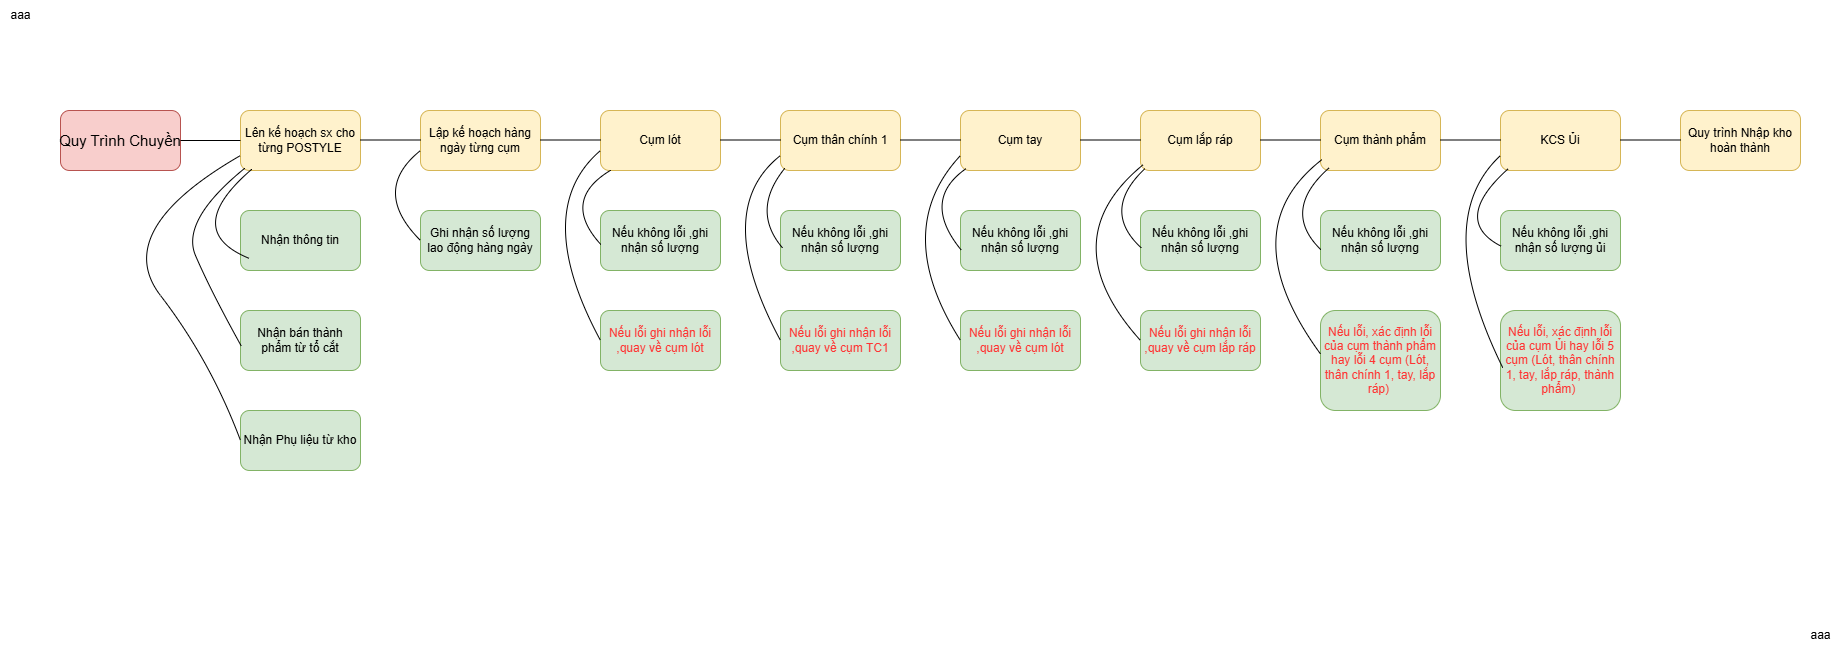 aaa
Quy Trình Chuyền
Lên kế hoạch sx cho
từng POSTYLE
Lập kế hoạch hàng
ngày từng cụm
Cụm lót
Cụm thân chính 1
Cụm tay
Cụm lắp ráp
Cụm thành phẩm
KCS Ủi
Quy trình Nhập kho
hoàn thành
Nhận thông tin
Ghi nhận số lượng
lao động hàng ngày
Nếu không lỗi ,ghi
nhận số lượng
Nếu không lỗi ,ghi
nhận số lượng
Nếu không lỗi ,ghi
nhận số lượng
Nếu không lỗi ,ghi
nhận số lượng
Nếu không lỗi ,ghi
nhận số lượng
Nếu không lỗi ,ghi
nhận số lượng ủi
Nhận bán thành
phẩm từ tổ cắt
Nếu lỗi ghi nhận lỗi
,quay về cụm lót
Nếu lỗi ghi nhận lỗi
,quay về cụm TC1
Nếu lỗi ghi nhận lỗi
,quay về cụm lót
Nếu lỗi ghi nhận lỗi
,quay về cụm lắp ráp
Nếu lỗi, xác định lỗi
của cụm thành phẩm
hay lỗi 4 cụm (Lót,
thân chính 1, tay, lắp
ráp)
Nếu lỗi, xác định lỗi
của cụm Ủi hay lỗi 5
cụm (Lót, thân chính
1, tay, lắp ráp, thành
phẩm)
Nhận Phụ liệu từ kho
aaa